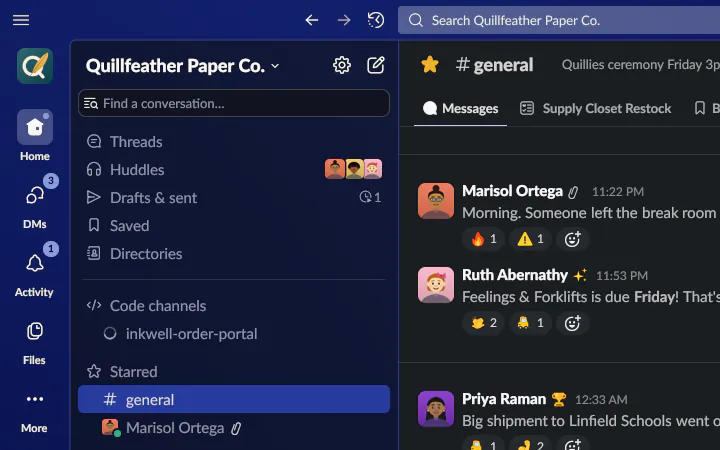 Search Quillfeather Paper Co.
Quillfeather Paper Co.
Find a conversation...
Home
3
DMs
1
Activity
Files
More
Threads
Huddles
Drafts & sent
1
Saved
Directories
Code channels
inkwell-order-portal
Starred
# general
Marisol Ortega
# general Quillies ceremony Friday 3p
Messages Supply Closet Restock B
Marisol Ortega 11:22 PM
Morning. Someone left the break room
1 1
Ruth Abernathy 11:53 PM
Feelings & Forklifts is due Friday! That's
2 1
Priya Raman 12:33 AM
Big shipment to Linfield Schools went o
1 2